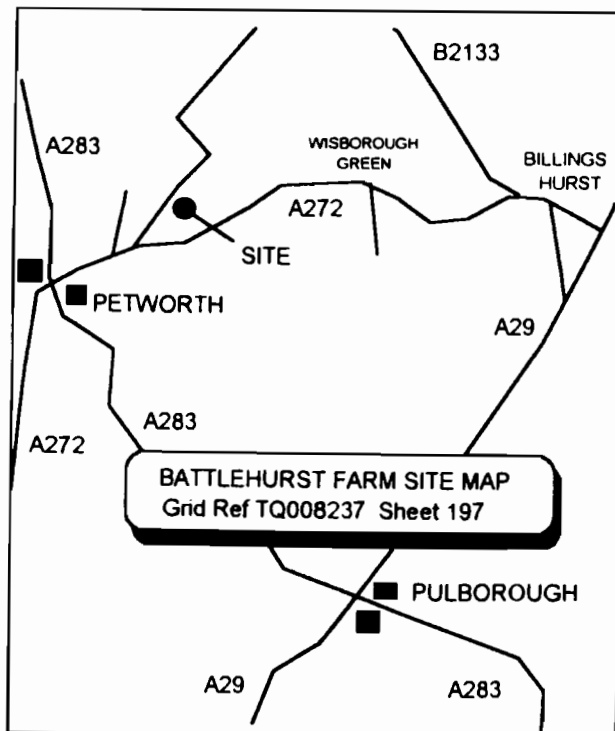 B2133
A283
WISBOROUGH
GREEN
BILLINGS
HURST
A272
SITE
PETWORTH
A29
A283
A272
BATTLEHURST FARM SITE MAP
Grid Ref TQ008237 Sheet 197
PULBOROUGH
A29
A283